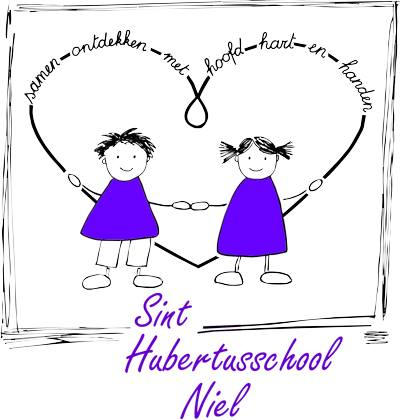 samen-ontdekken-met hoofd-hart-en-handen
Sint
Hubertusschool
Niel